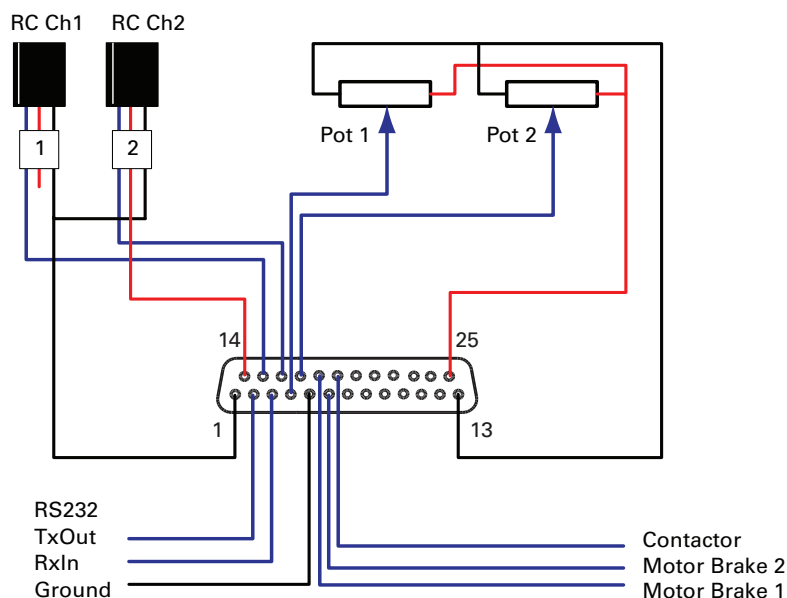 RC Ch1
RC Ch2
1
2
Pot 1
Pot 2
14
25
1
13
RS232
TxOut
RxIn
Ground
Contactor
Motor Brake 2
Motor Brake 1